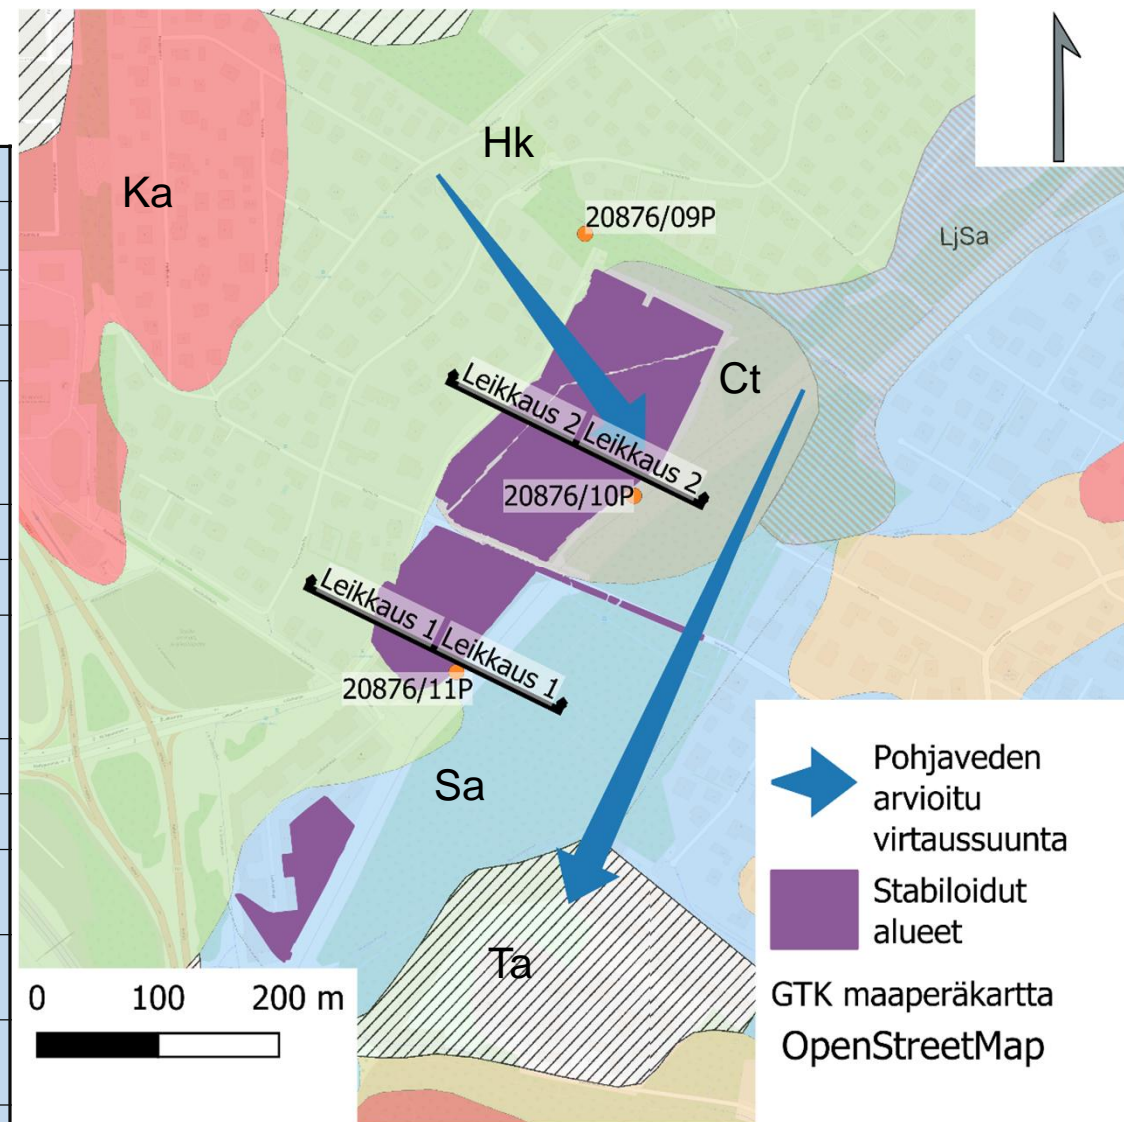 Hk
Ka
20876/09P
LjSa
Ct
Leikkaus 2
Leikkaus 2
20876/10P
Leikkaus 1
Leikkaus 1
20876/11P
Sa
Ta
Pohjaveden
arvioitu
virtaussuunta
Stabiloidut
alueet
GTK maaperäkartta
OpenStreetMap
0 100 200 m